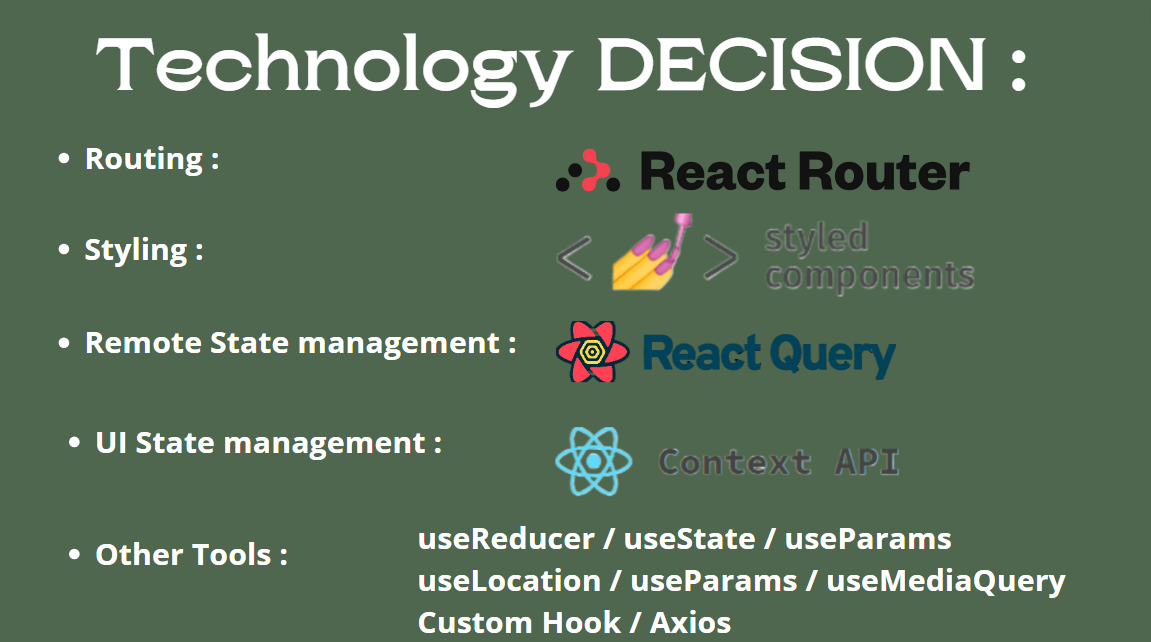 Technology DECISION :
• Routing :
React Router
• Styling :
< > styled
components
• Remote State management :
React Query
• UI State management :
Context API
• Other Tools :
useReducer / useState / useParams
useLocation / useParams / useMediaQuery
Custom Hook / Axios